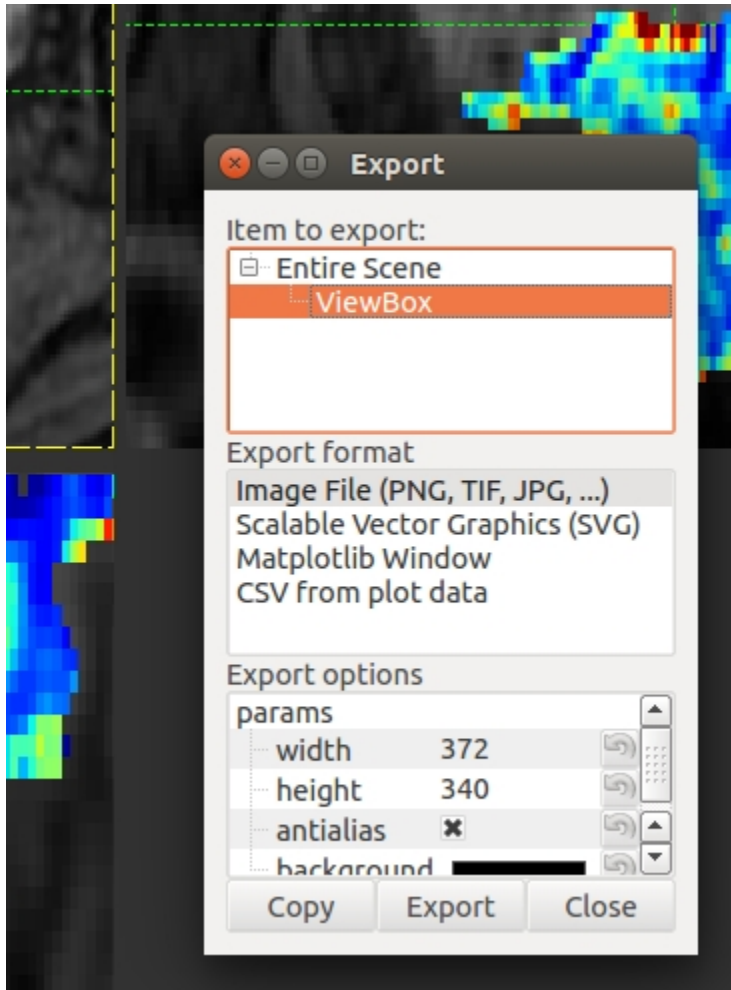 Export
Item to export:
Entire Scene
ViewBox
Export format
Image File (PNG, TIF, JPG, ...)
Scalable Vector Graphics (SVG)
Matplotlib Window
CSV from plot data
Export options
params
width 372
height 340
antialias
background
Copy Export Close